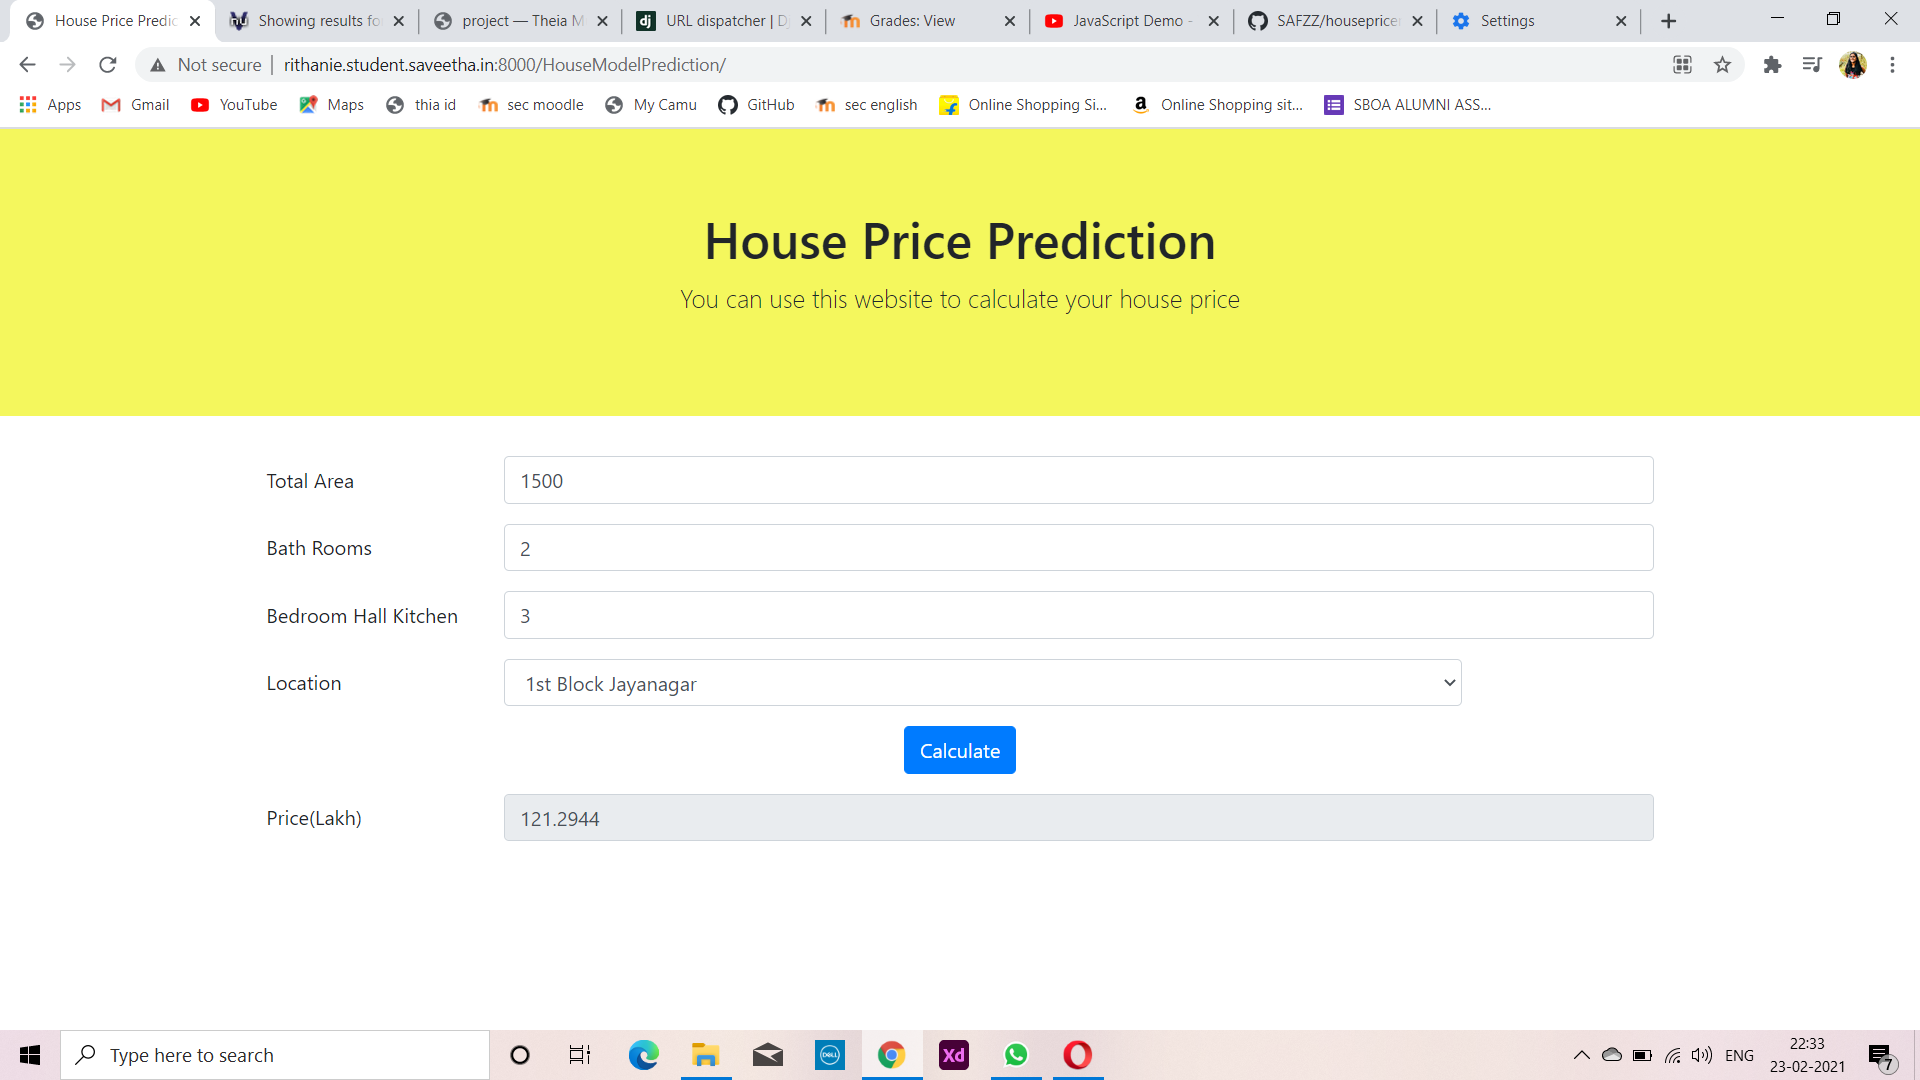 House Price Predic
Showing results fo
project — Theia M
URL dispatcher | D
Grades: View
JavaScript Demo -
SAFZZ/houseprice
Settings
Not secure | rithanie.student.saveetha.in:8000/HouseModelPrediction/
Apps Gmail YouTube Maps thia id sec moodle My Camu GitHub sec english Online Shopping Si... Online Shopping sit... SBOA ALUMNI ASS...
House Price Prediction
You can use this website to calculate your house price
Total Area 1500
Bath Rooms 2
Bedroom Hall Kitchen 3
Location 1st Block Jayanagar
Calculate
Price(Lakh) 121.2944
Type here to search
DELL
Xd
ENG
22:33
23-02-2021
7